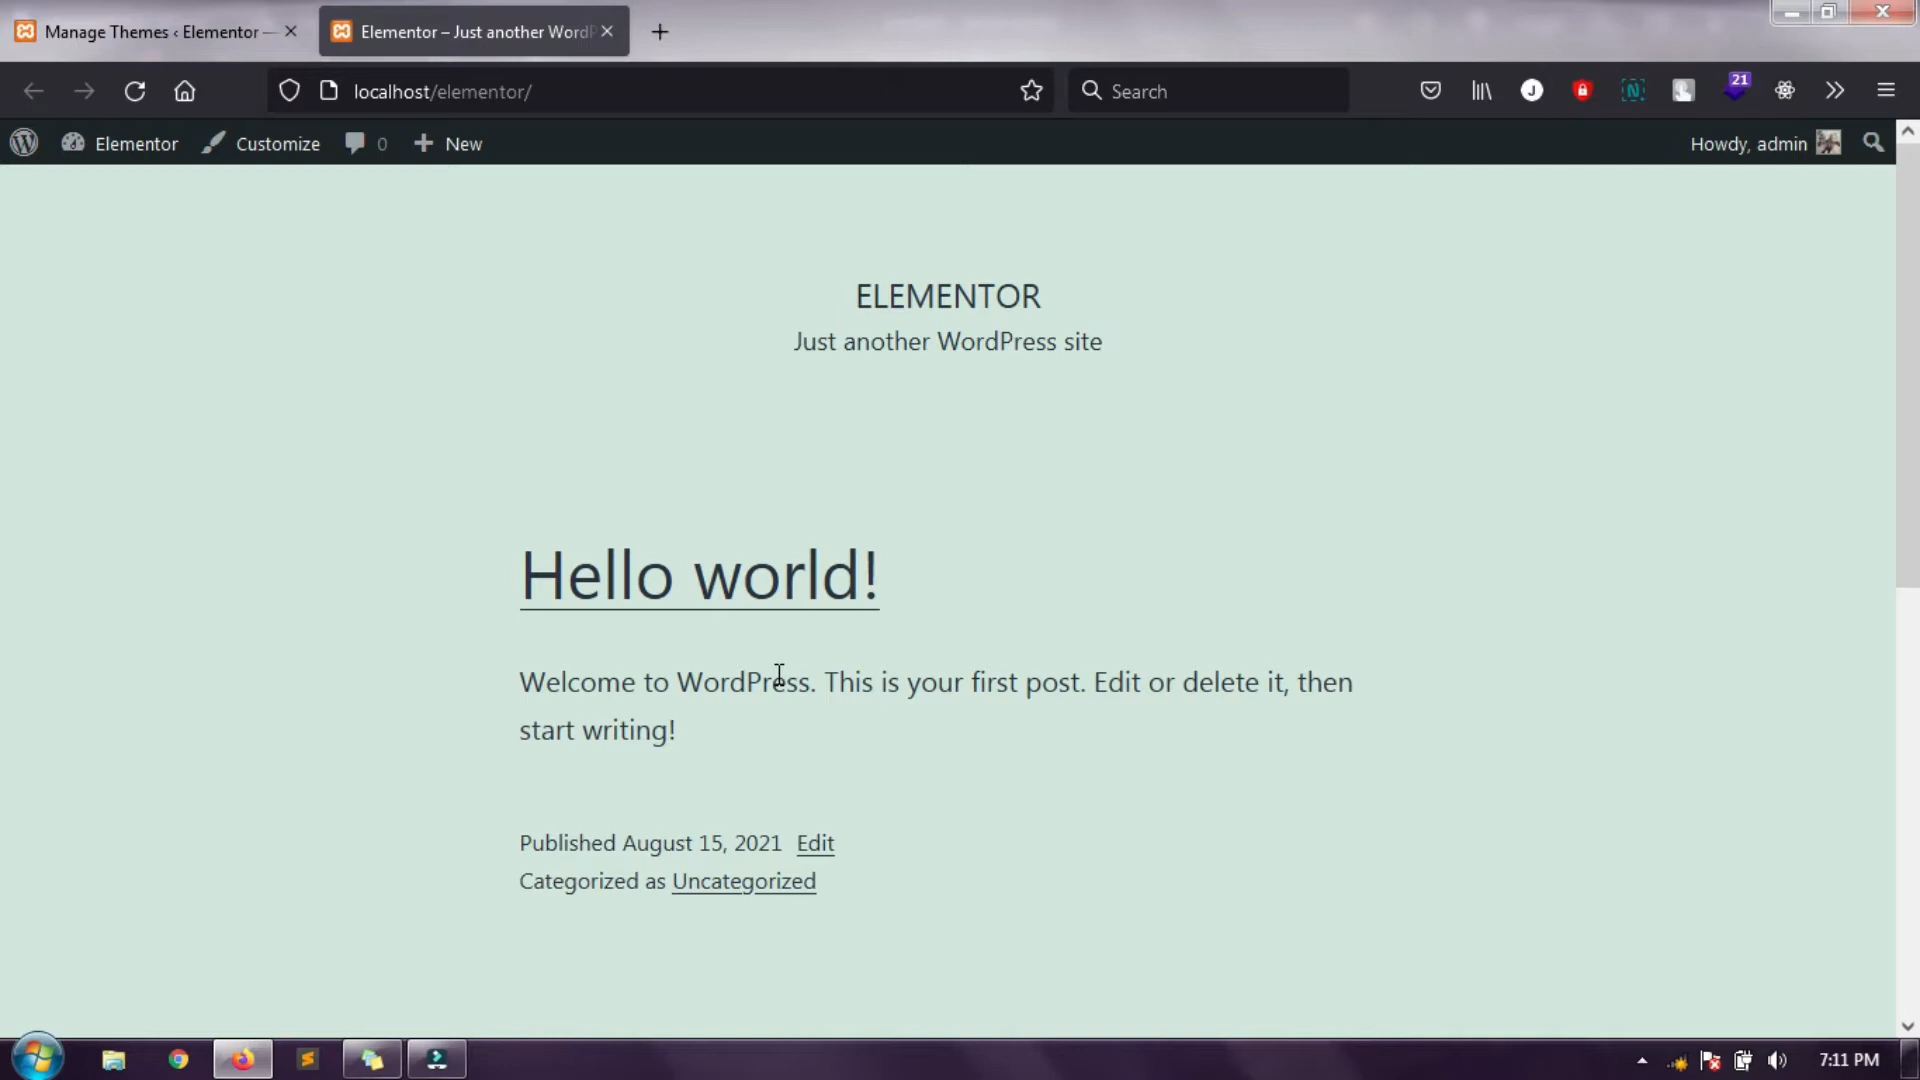 Manage Themes ‹ Elementor —
Elementor – Just another WordP
localhost/elementor/
Search
21
Elementor
Customize
0
New
Howdy, admin
ELEMENTOR
Just another WordPress site
Hello world!
Welcome to WordPress. This is your first post. Edit or delete it, then
start writing!
Published August 15, 2021 Edit
Categorized as Uncategorized
7:11 PM